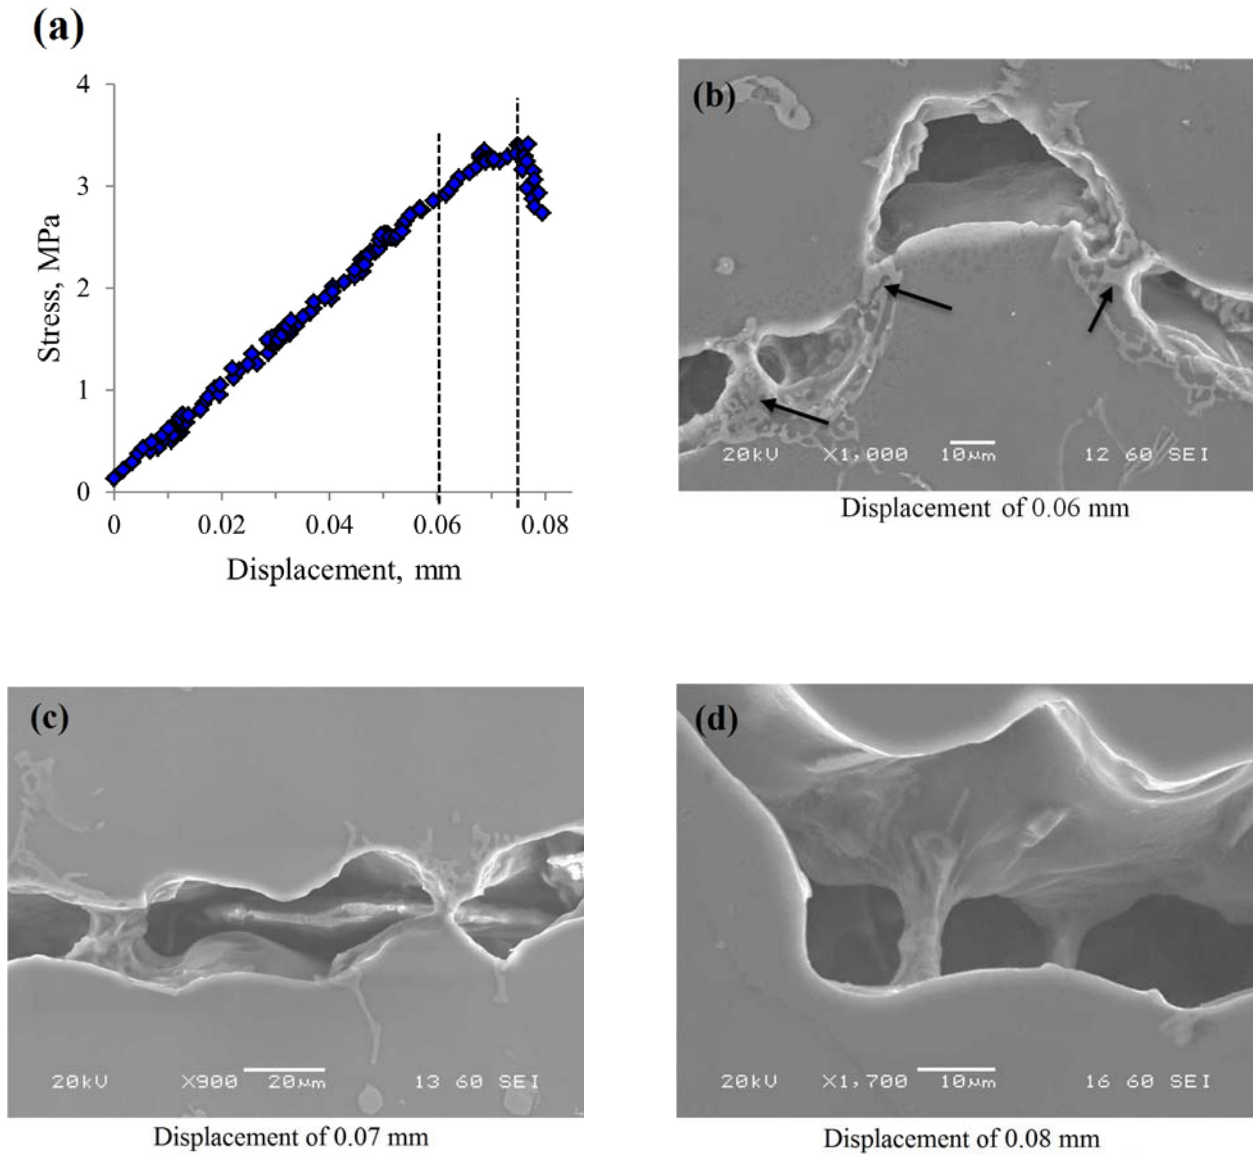 (a)
4
3
2
1
0
Stress, MPa
0 0.02 0.04 0.06 0.08
Displacement, mm
(b)
20kV X1,000 10µm 12 60 SEI
Displacement of 0.06 mm
(c)
20kV X900 20µm 13 60 SEI
Displacement of 0.07 mm
(d)
20kV X1,700 10µm 16 60 SEI
Displacement of 0.08 mm